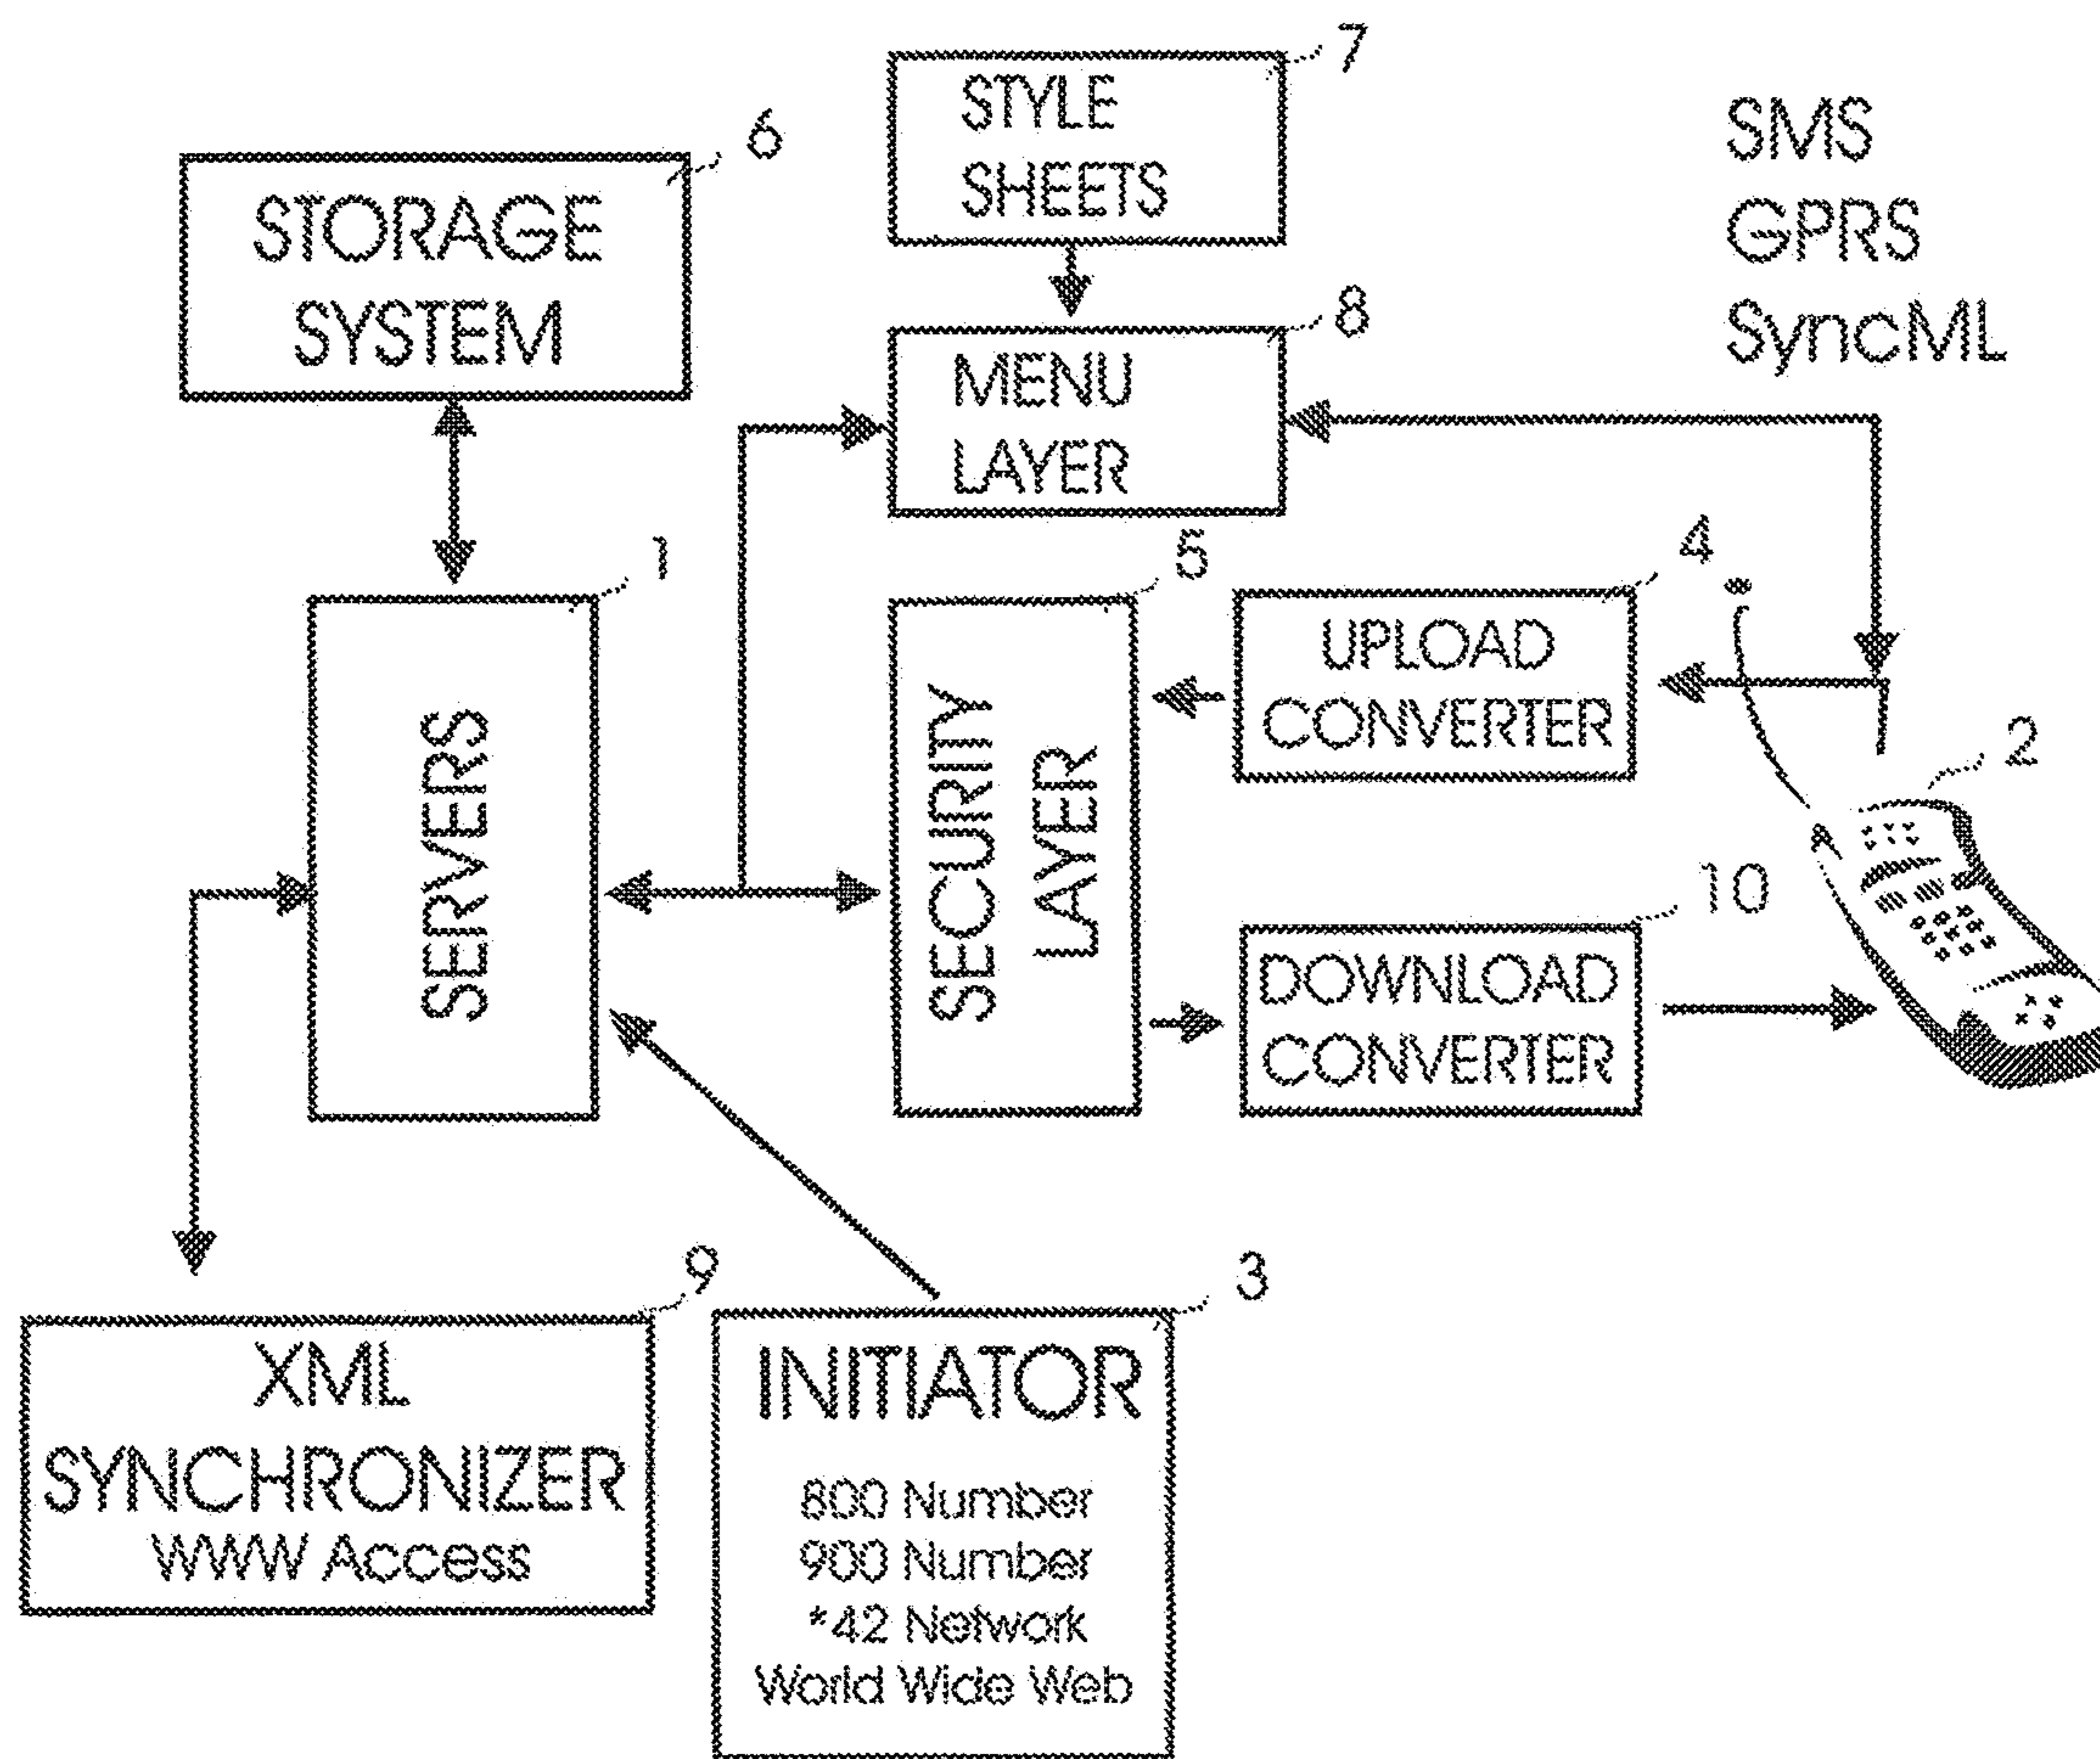 7
STYLE
SHEETS
6
STORAGE
SYSTEM
SMS
GPRS
SyncML
8
MENU
LAYER
1
SERVERS
5
SECURITY
LAYER
4
UPLOAD
CONVERTER
2
10
DOWNLOAD
CONVERTER
9
XML
SYNCHRONIZER
WWW Access
3
INITIATOR
800 Number
900 Number
*42 Network
World Wide Web